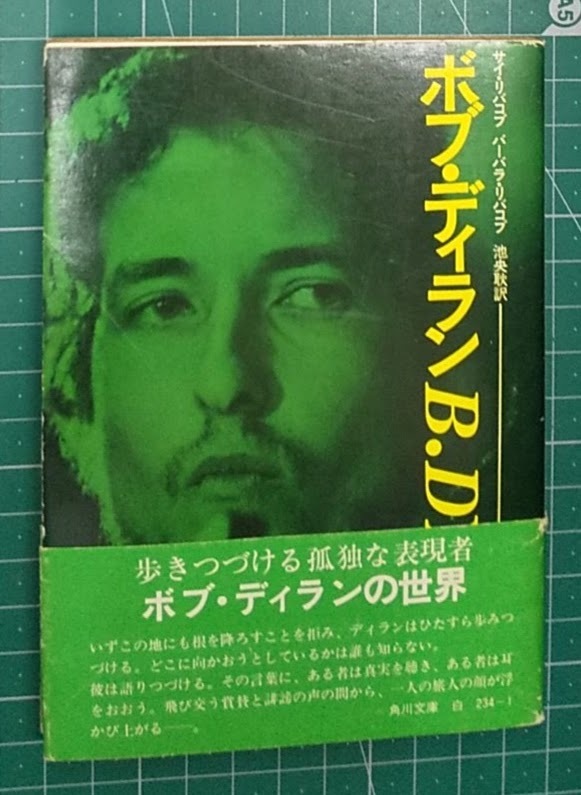 A5
サイ・リバコブ　バーバラ・リバコブ　池央耿訳
ボブ・ディラン B.D
歩きつづける孤独な表現者
ボブ・ディランの世界
いずこの地にも根を降ろすことを拒み、ディランはひたすら歩みつ
づける。どこに向かおうとしているかは誰も知らない。
彼は語りつづける。その言葉に、ある者は真実を聴き、ある者は耳
をおおう。飛び交う賞賛と誹謗の声の間から、一人の旅人の顔が浮
かび上がる──。
角川文庫　白　234-1